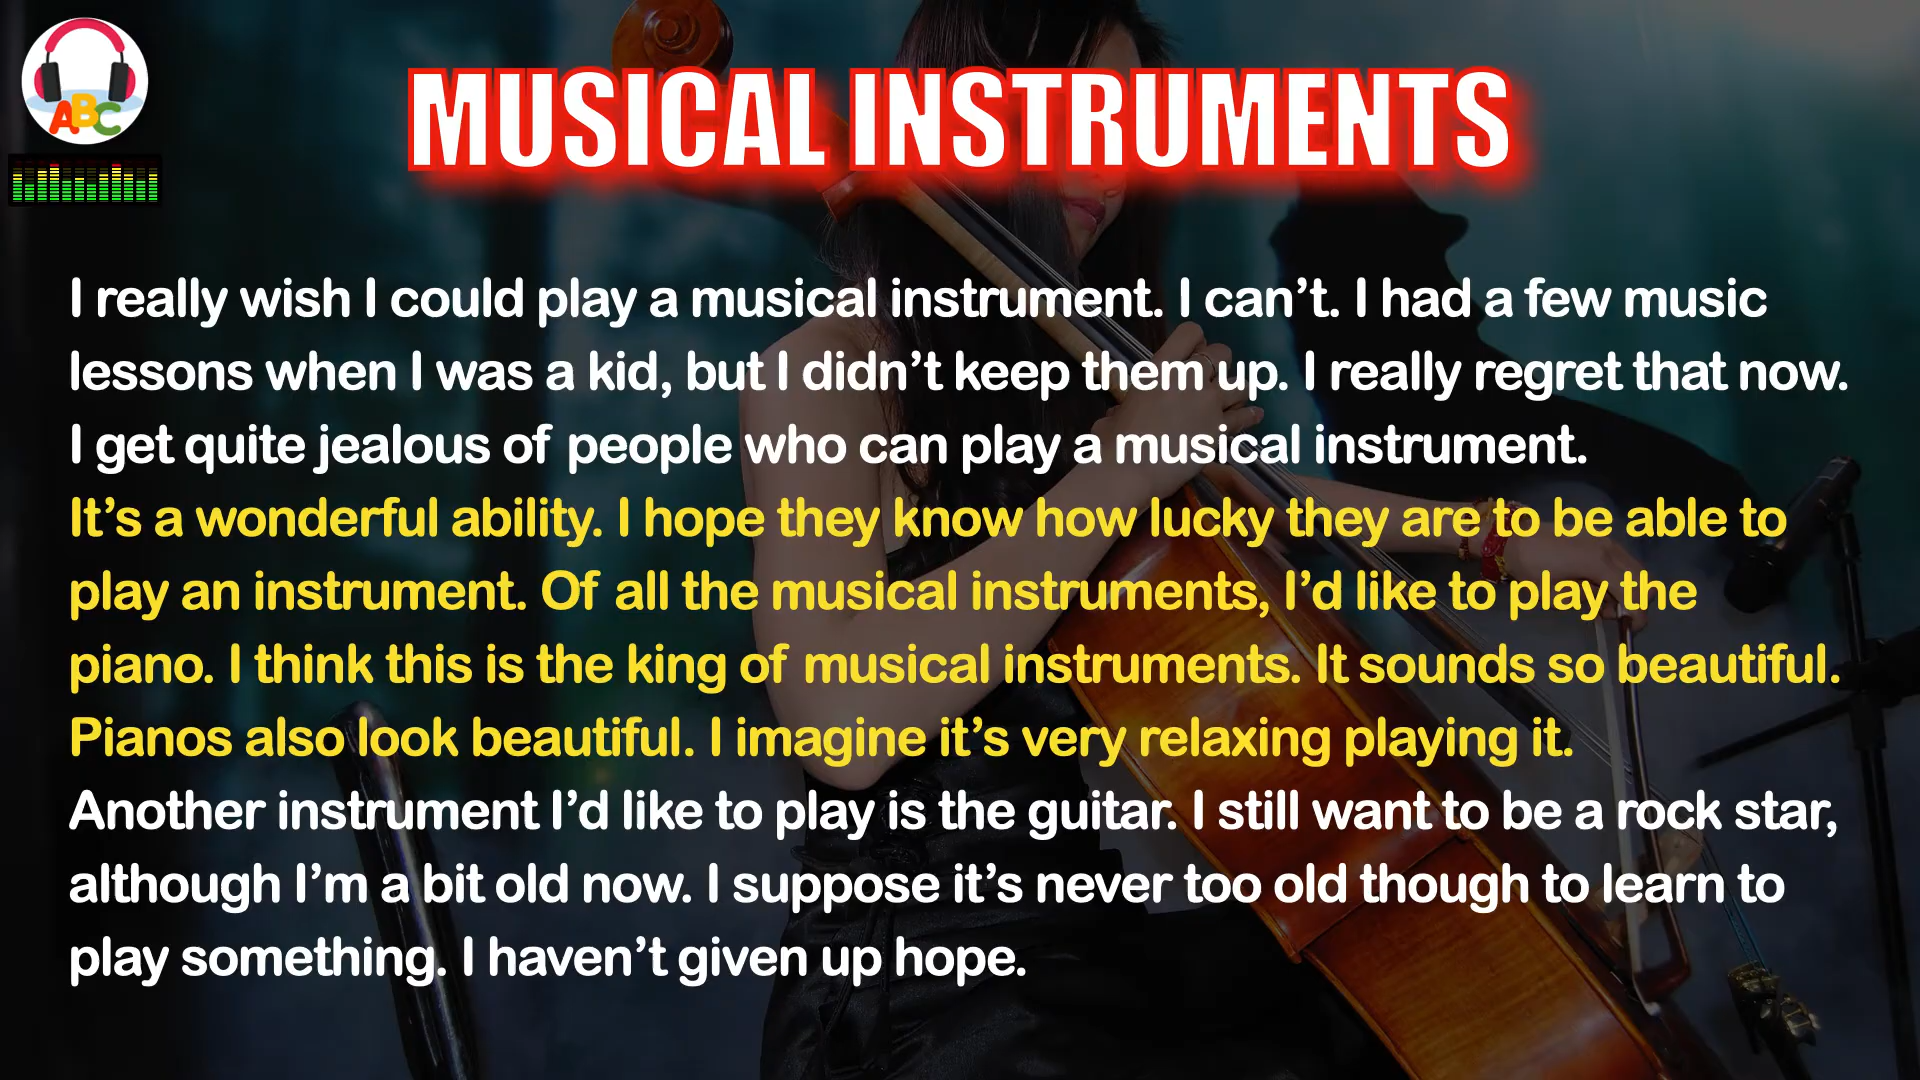 ABC
MUSICAL INSTRUMENTS
I really wish I could play a musical instrument. I can’t. I had a few music
lessons when I was a kid, but I didn’t keep them up. I really regret that now.
I get quite jealous of people who can play a musical instrument.
It’s a wonderful ability. I hope they know how lucky they are to be able to
play an instrument. Of all the musical instruments, I’d like to play the
piano. I think this is the king of musical instruments. It sounds so beautiful.
Pianos also look beautiful. I imagine it’s very relaxing playing it.
Another instrument I’d like to play is the guitar. I still want to be a rock star,
although I’m a bit old now. I suppose it’s never too old though to learn to
play something. I haven’t given up hope.